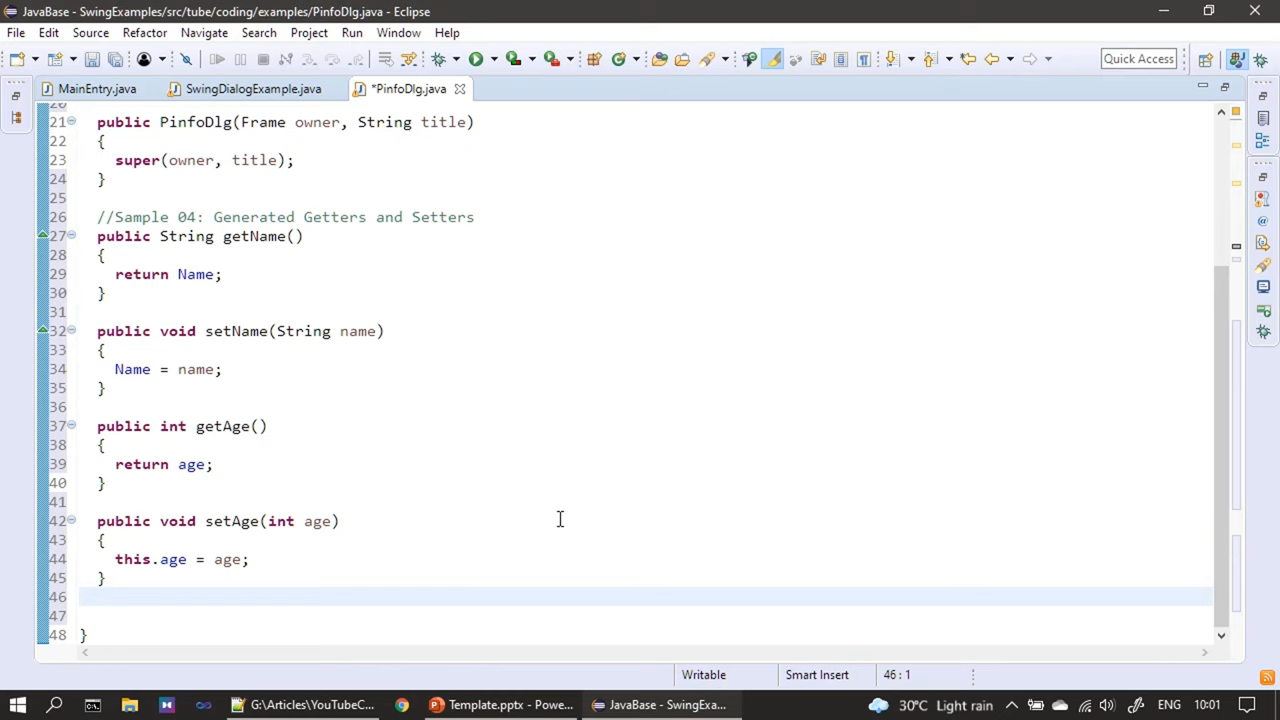 JavaBase - SwingExamples/src/tube/coding/examples/PinfoDlg.java - Eclipse
File Edit Source Refactor Navigate Search Project Run Window Help
Quick Access
MainEntry.java SwingDialogExample.java *PinfoDlg.java
20
21 public PinfoDlg(Frame owner, String title)
22 {
23 super(owner, title);
24 }
25
26 //Sample 04: Generated Getters and Setters
27 public String getName()
28 {
29 return Name;
30 }
31
32 public void setName(String name)
33 {
34 Name = name;
35 }
36
37 public int getAge()
38 {
39 return age;
40 }
41
42 public void setAge(int age)
43 {
44 this.age = age;
45 }
46
47
48 }
Writable Smart Insert 46 : 1
G:\Articles\YouTubeC... Template.pptx - Powe... JavaBase - SwingExa... 30°C Light rain ENG 10:01